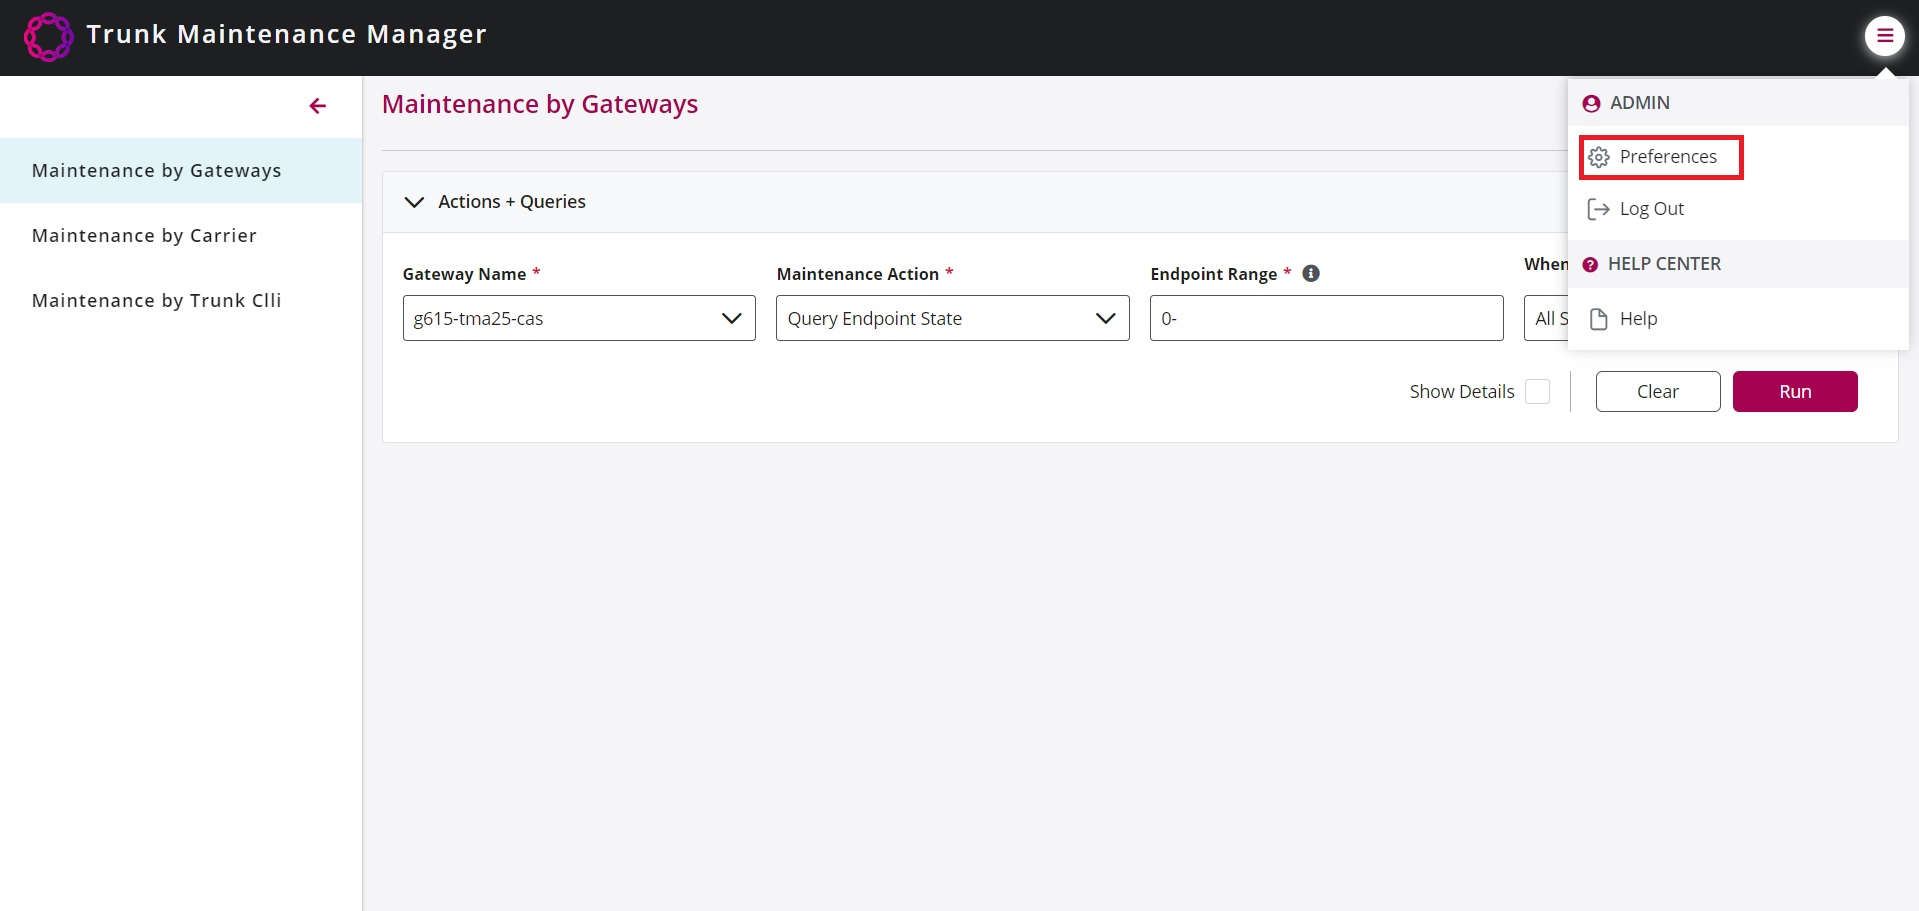 Trunk Maintenance Manager
Maintenance by Gateways
Maintenance by Carrier
Maintenance by Trunk Clli
Maintenance by Gateways
Actions + Queries
Gateway Name *
g615-tma25-cas
Maintenance Action *
Query Endpoint State
Endpoint Range *
0-
When
All S
Show Details
Clear
Run
ADMIN
Preferences
Log Out
HELP CENTER
Help